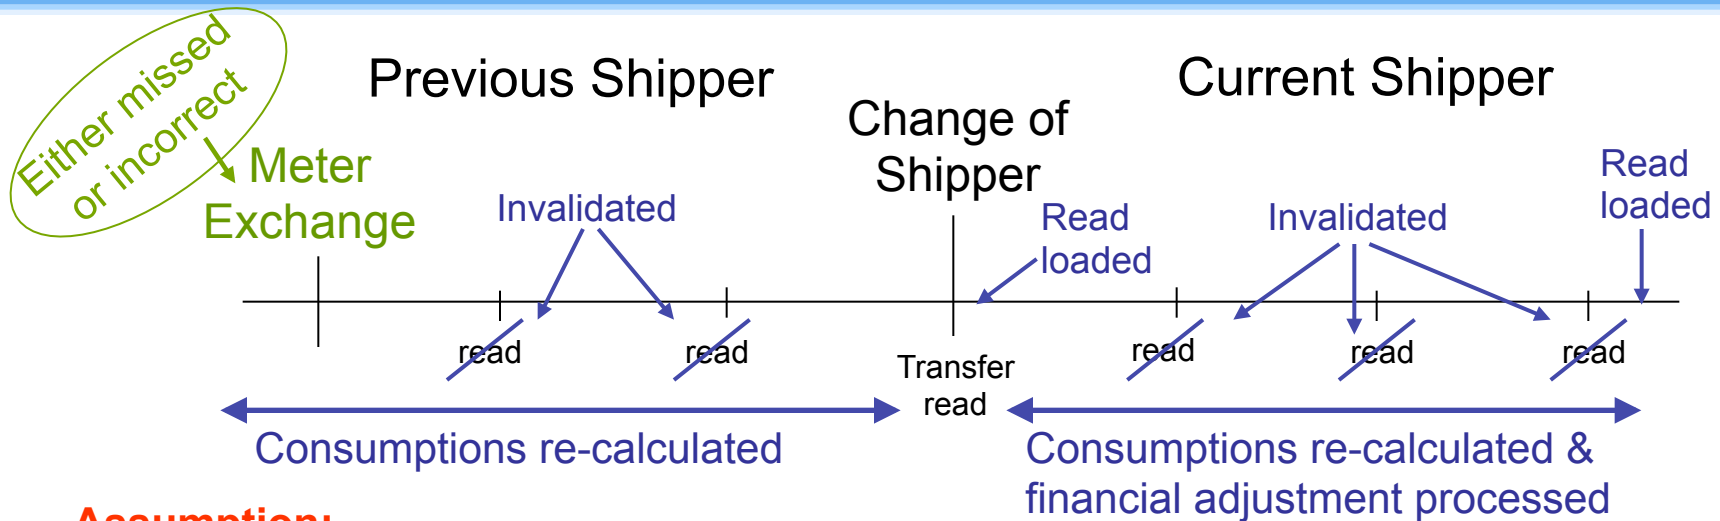 Either missed
or incorrect
Previous Shipper
Current Shipper
Change of
Shipper
Meter
Exchange
Invalidated
Read
loaded
Invalidated
Read
loaded
read
read
Transfer
read
read
read
read
Consumptions re-calculated
Consumptions re-calculated &
financial adjustment processed
Assumption: